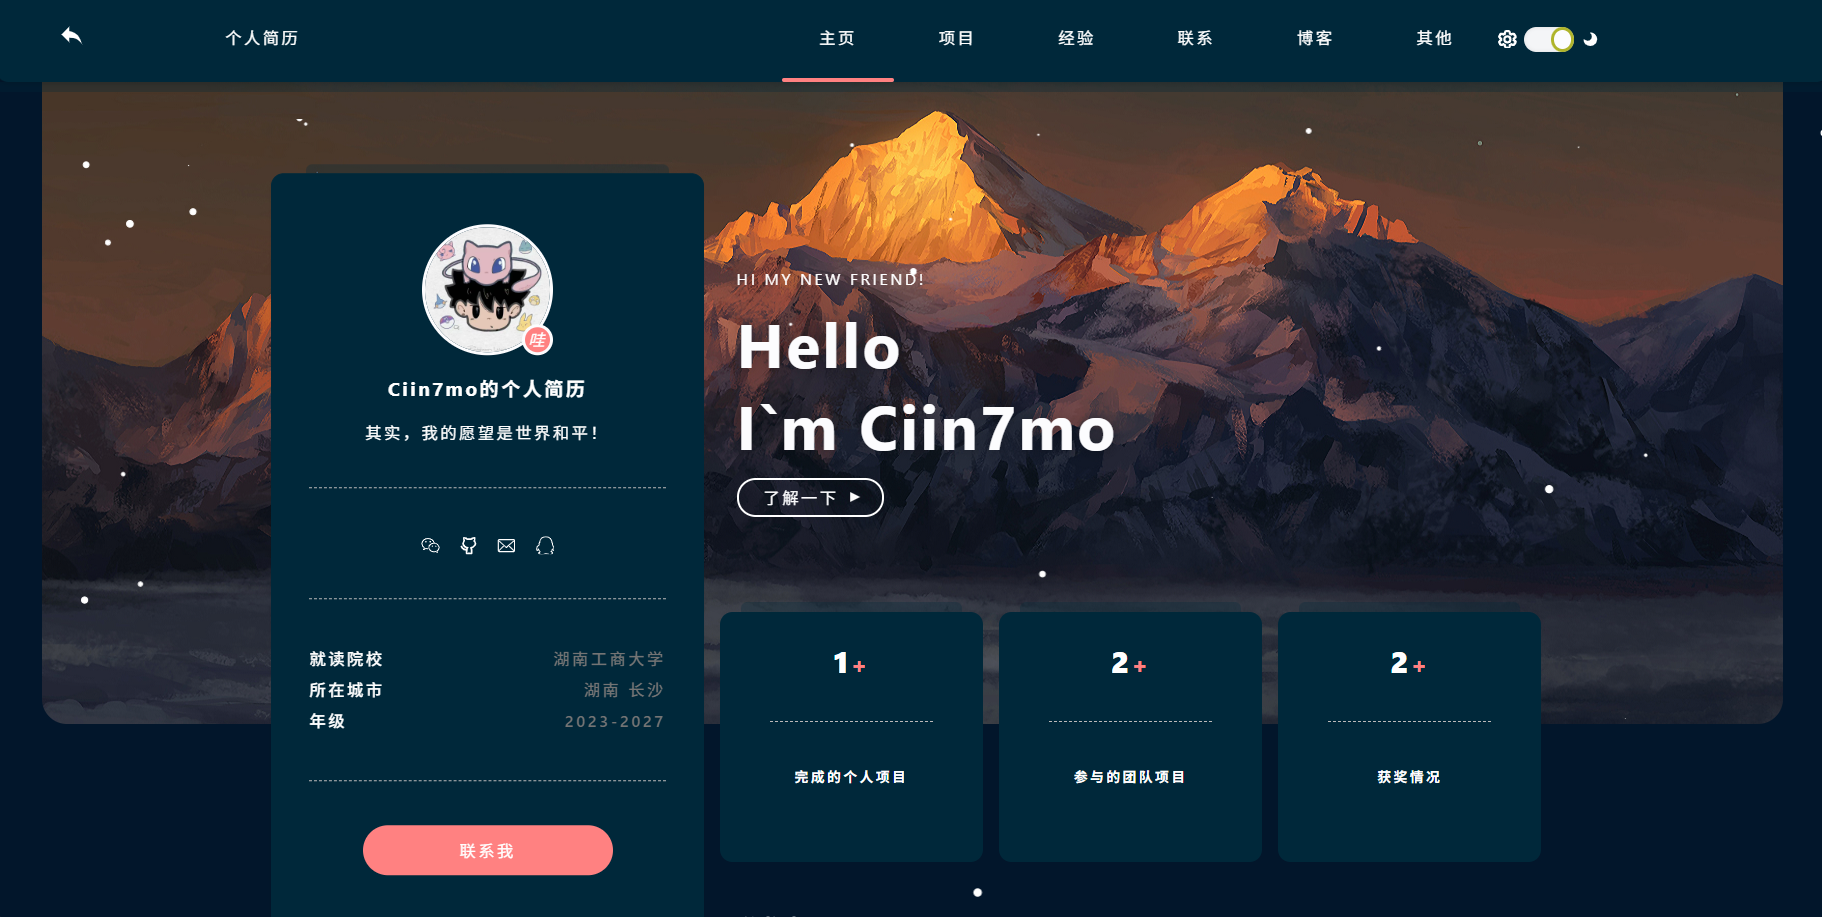 个人简历
主页
项目
经验
联系
博客
其他
哇
Ciin7mo的个人简历
其实，我的愿望是世界和平！
就读院校 湖南工商大学
所在城市 湖南 长沙
年级 2023-2027
联系我
HI MY NEW FRIEND!
Hello
I`m Ciin7mo
了解一下
1+
完成的个人项目
2+
参与的团队项目
2+
获奖情况